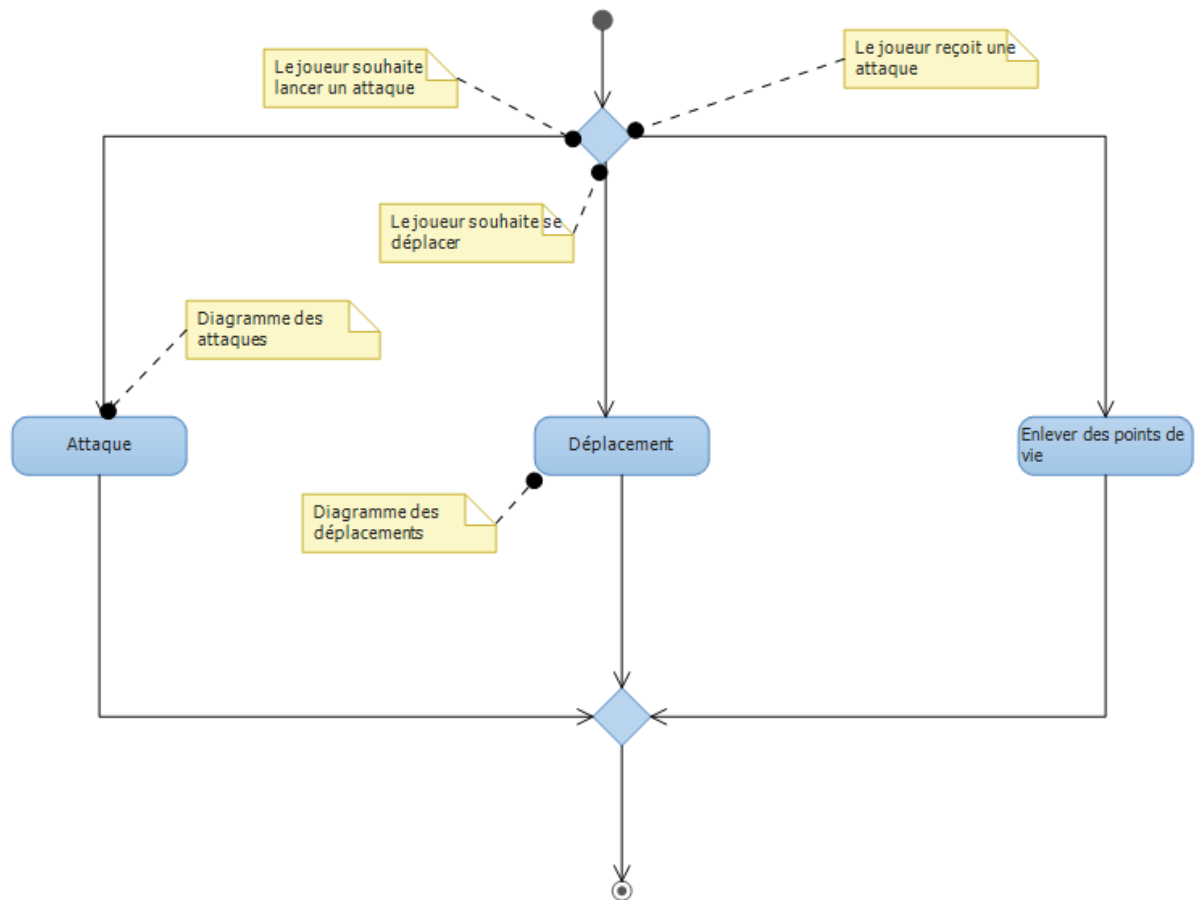 Le joueur souhaite
lancer un attaque
Le joueur reçoit une
attaque
Le joueur souhaite se
déplacer
Diagramme des
attaques
Attaque
Déplacement
Enlever des points de
vie
Diagramme des
déplacements